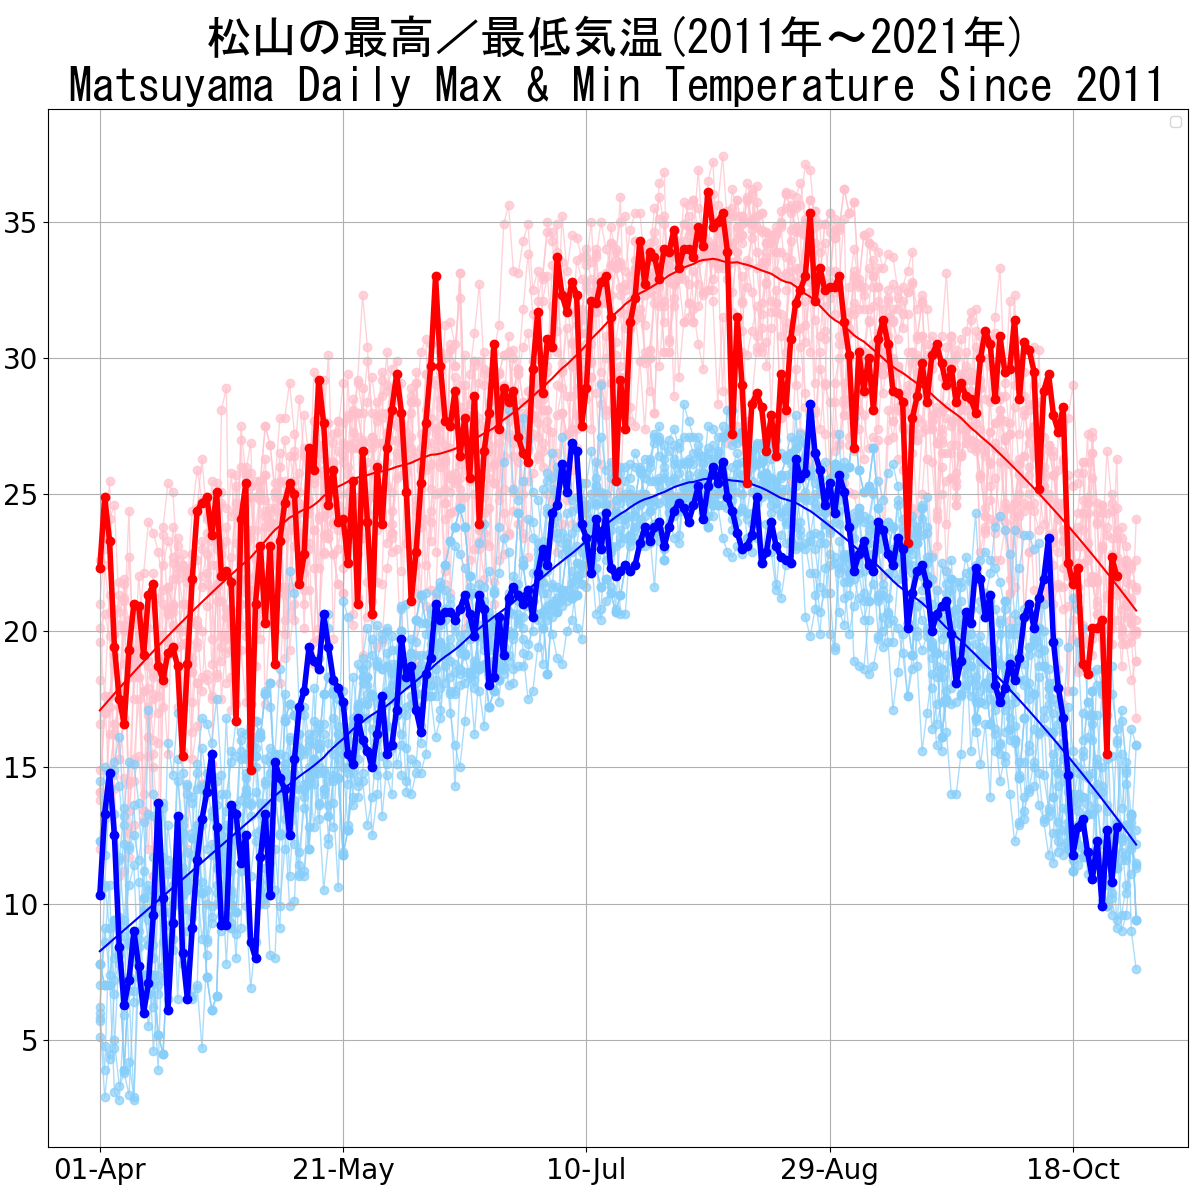 松山の最高／最低気温(2011年～2021年)
Matsuyama Daily Max & Min Temperature Since 2011
35
30
25
20
15
10
5
01-Apr 21-May 10-Jul 29-Aug 18-Oct